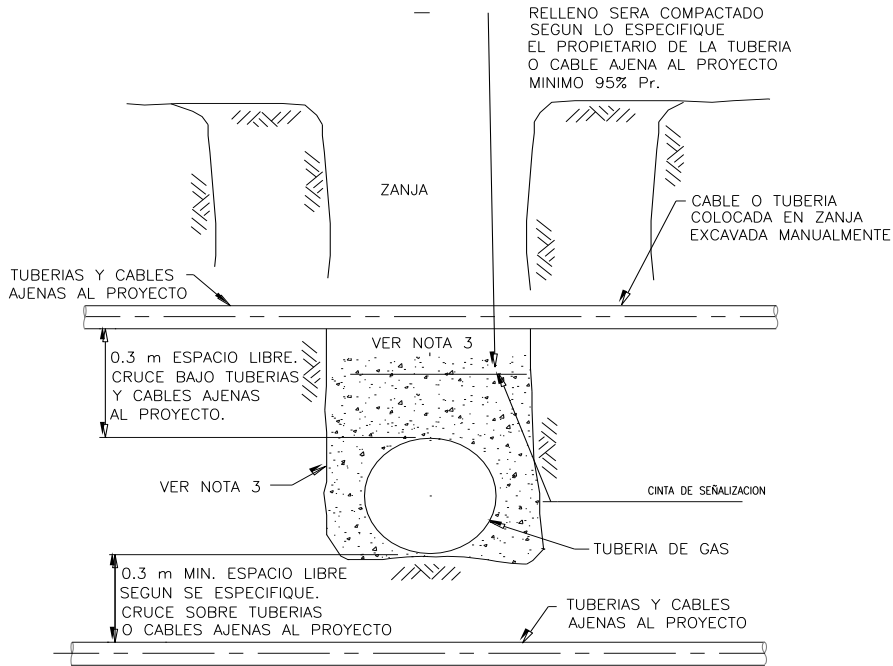 RELLENO SERA COMPACTADO
SEGUN LO ESPECIFIQUE
EL PROPIETARIO DE LA TUBERIA
O CABLE AJENA AL PROYECTO
MINIMO 95% Pr.
ZANJA
CABLE O TUBERIA
COLOCADA EN ZANJA
EXCAVADA MANUALMENTE
TUBERIAS Y CABLES
AJENAS AL PROYECTO
VER NOTA 3
0.3 m ESPACIO LIBRE.
CRUCE BAJO TUBERIAS
Y CABLES AJENAS
AL PROYECTO.
VER NOTA 3
CINTA DE SEÑALIZACION
TUBERIA DE GAS
0.3 m MIN. ESPACIO LIBRE
SEGUN SE ESPECIFIQUE.
CRUCE SOBRE TUBERIAS
O CABLES AJENAS AL PROYECTO
TUBERIAS Y CABLES
AJENAS AL PROYECTO